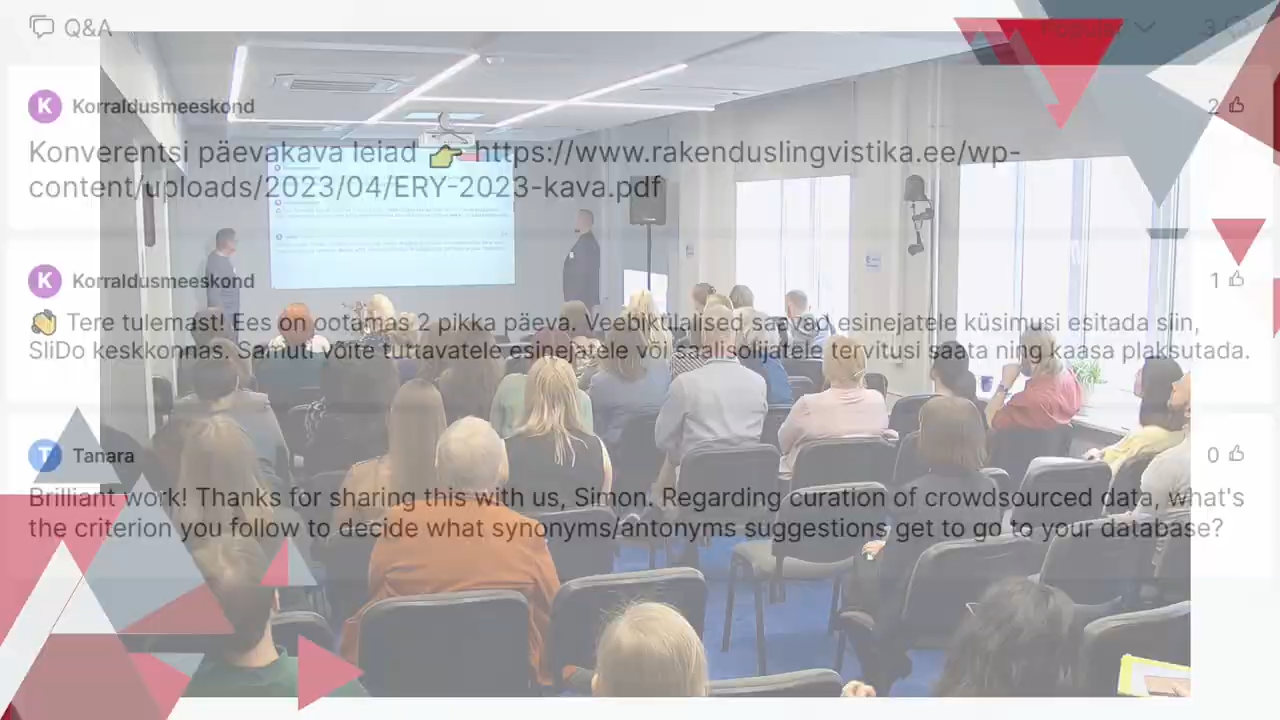 Q&A
Popular
3
Korraldusmeeskond
2
Konverentsi päevakava leiad 👉 https://www.rakenduslingvistika.ee/wp-
content/uploads/2023/04/ERY-2023-kava.pdf
Korraldusmeeskond
1
👏 Tere tulemast! Ees on ootamas 2 pikka päeva. Veebikülalised saavad esinejatele küsimusi esitada siin,
SliDo keskkonnas. Samuti võite tuttavatele esinejatele või saalisolijatele tervitusi saata ning kaasa plaksutada.
T
Tanara
0
Brilliant work! Thanks for sharing this with us, Simon. Regarding curation of crowdsourced data, what's
the criterion you follow to decide what synonyms/antonyms suggestions get to go to your database?